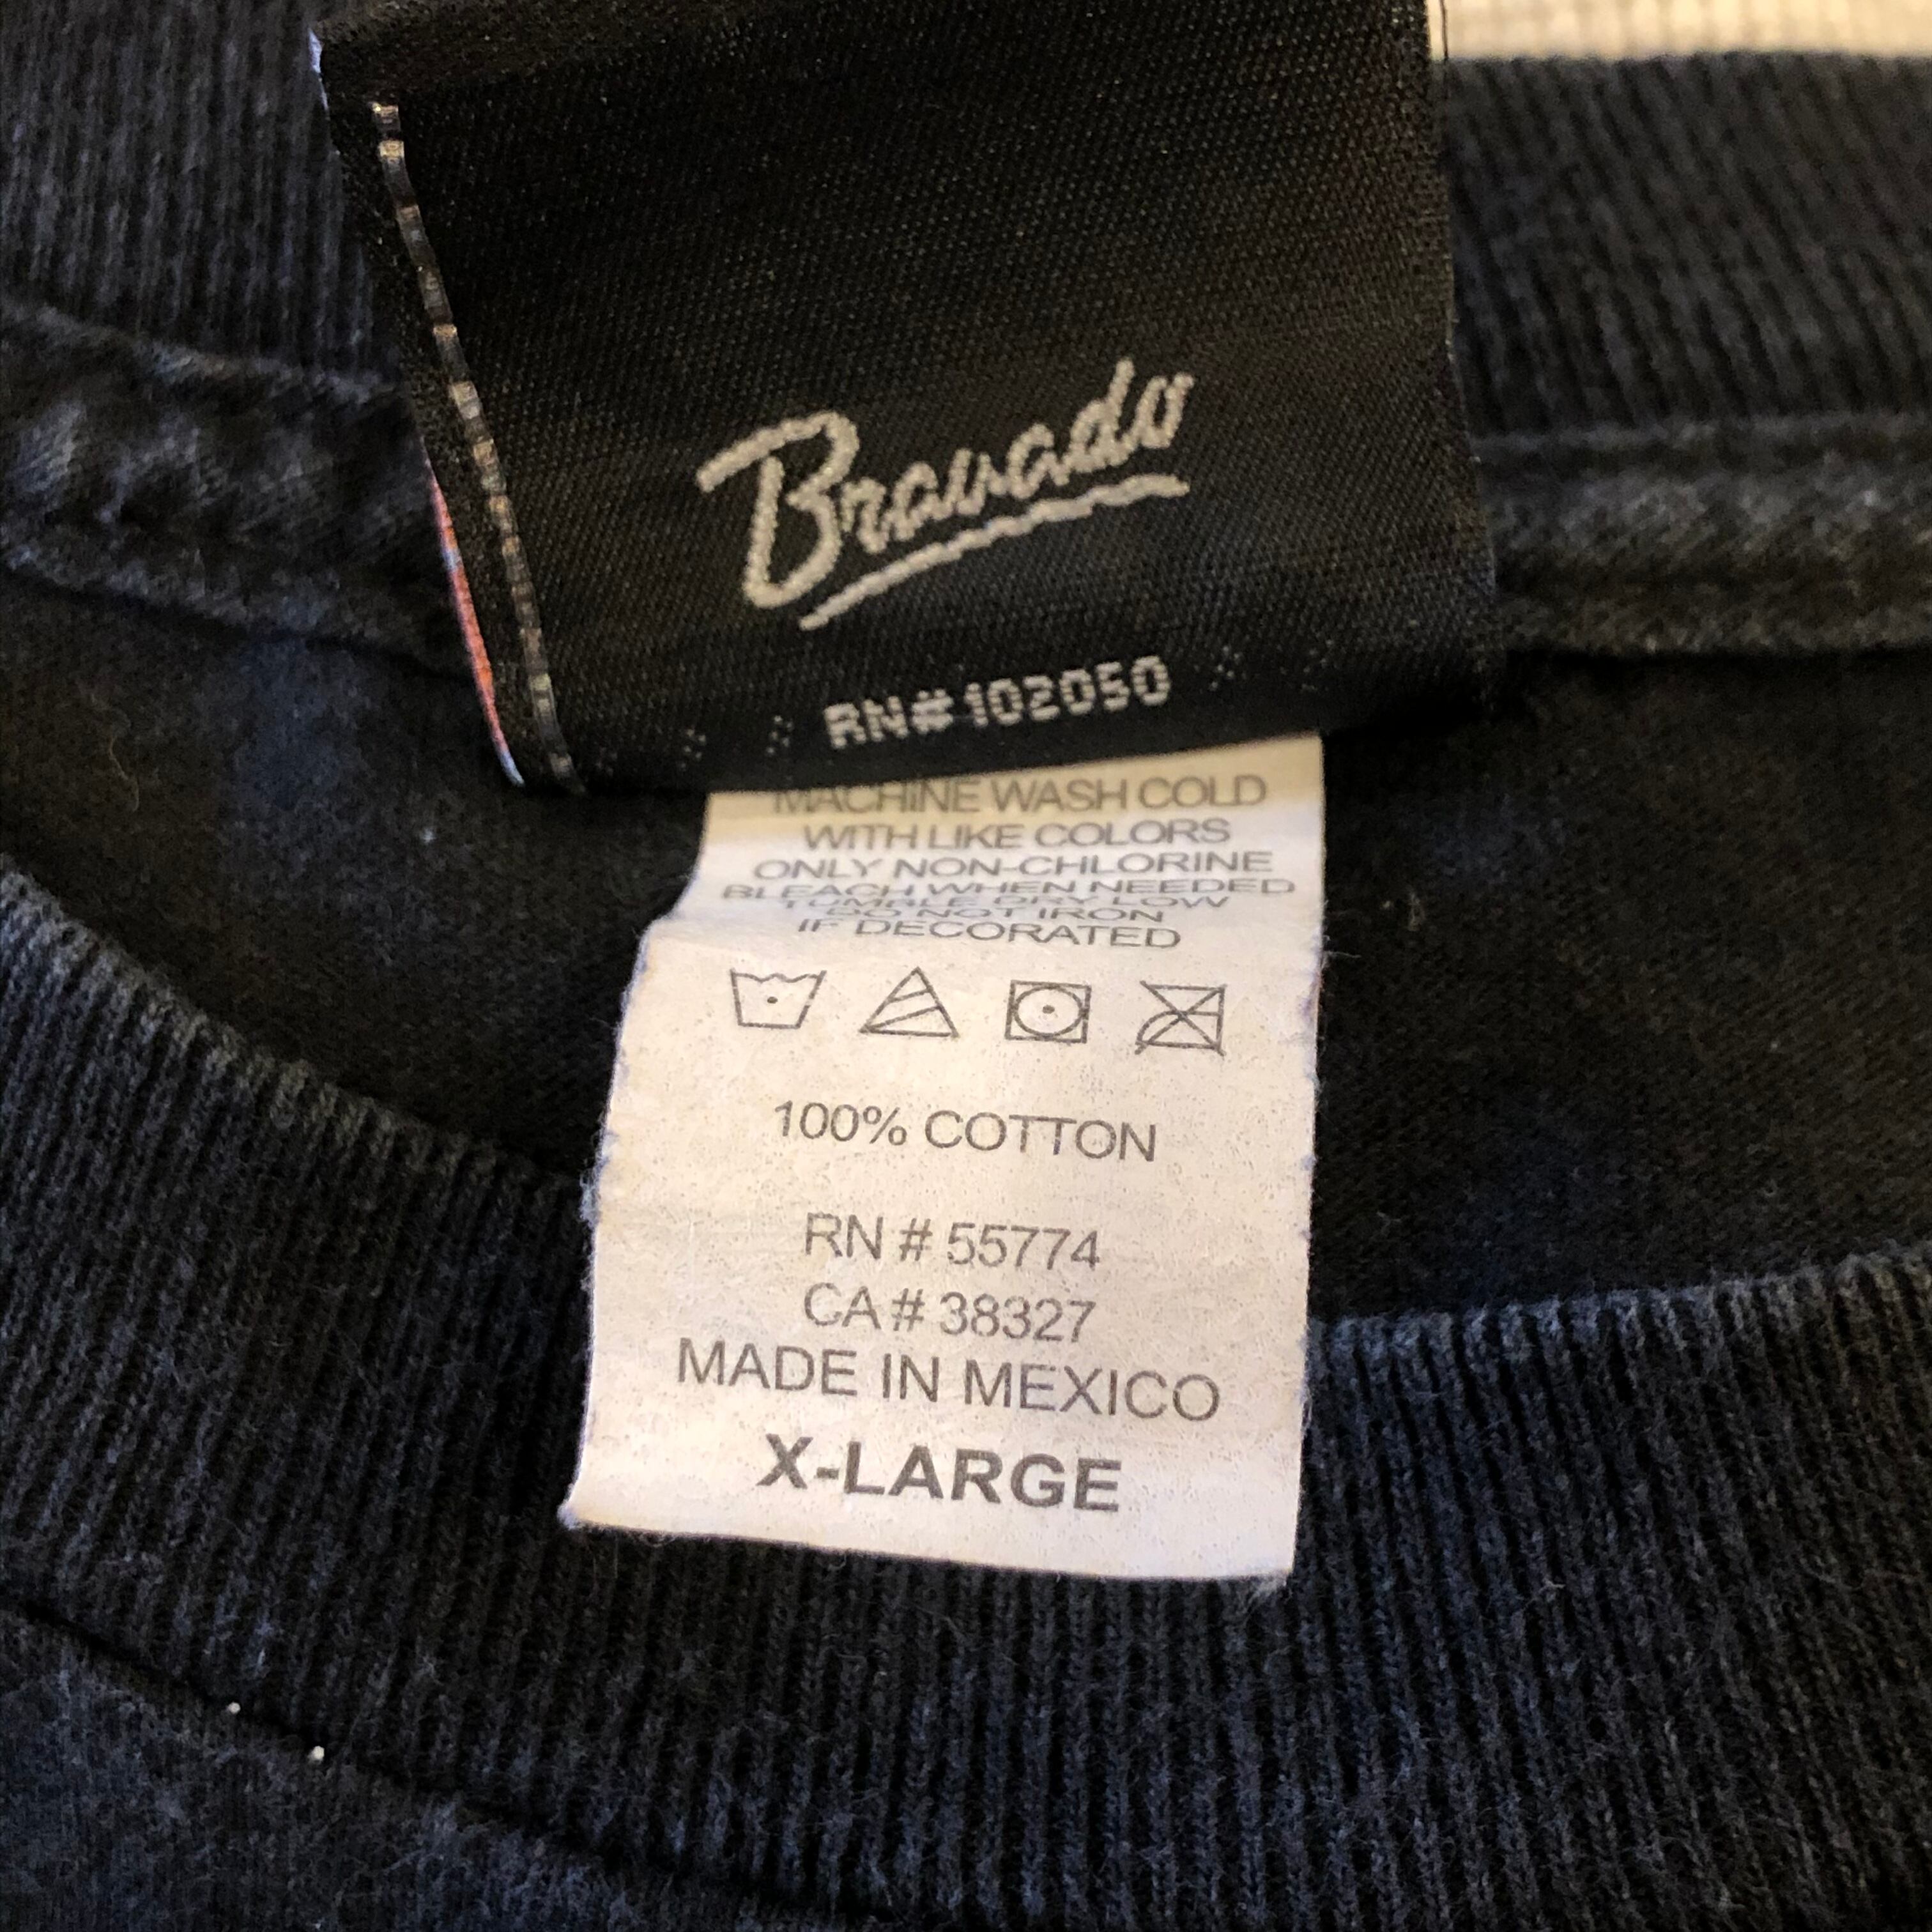 Bravado
RN#102050
MACHINE WASH COLD
WITH LIKE COLORS
ONLY NON-CHLORINE
BLEACH WHEN NEEDED
TUMBLE DRY LOW
DO NOT IRON
IF DECORATED
100% COTTON
RN # 55774
CA # 38327
MADE IN MEXICO
X-LARGE